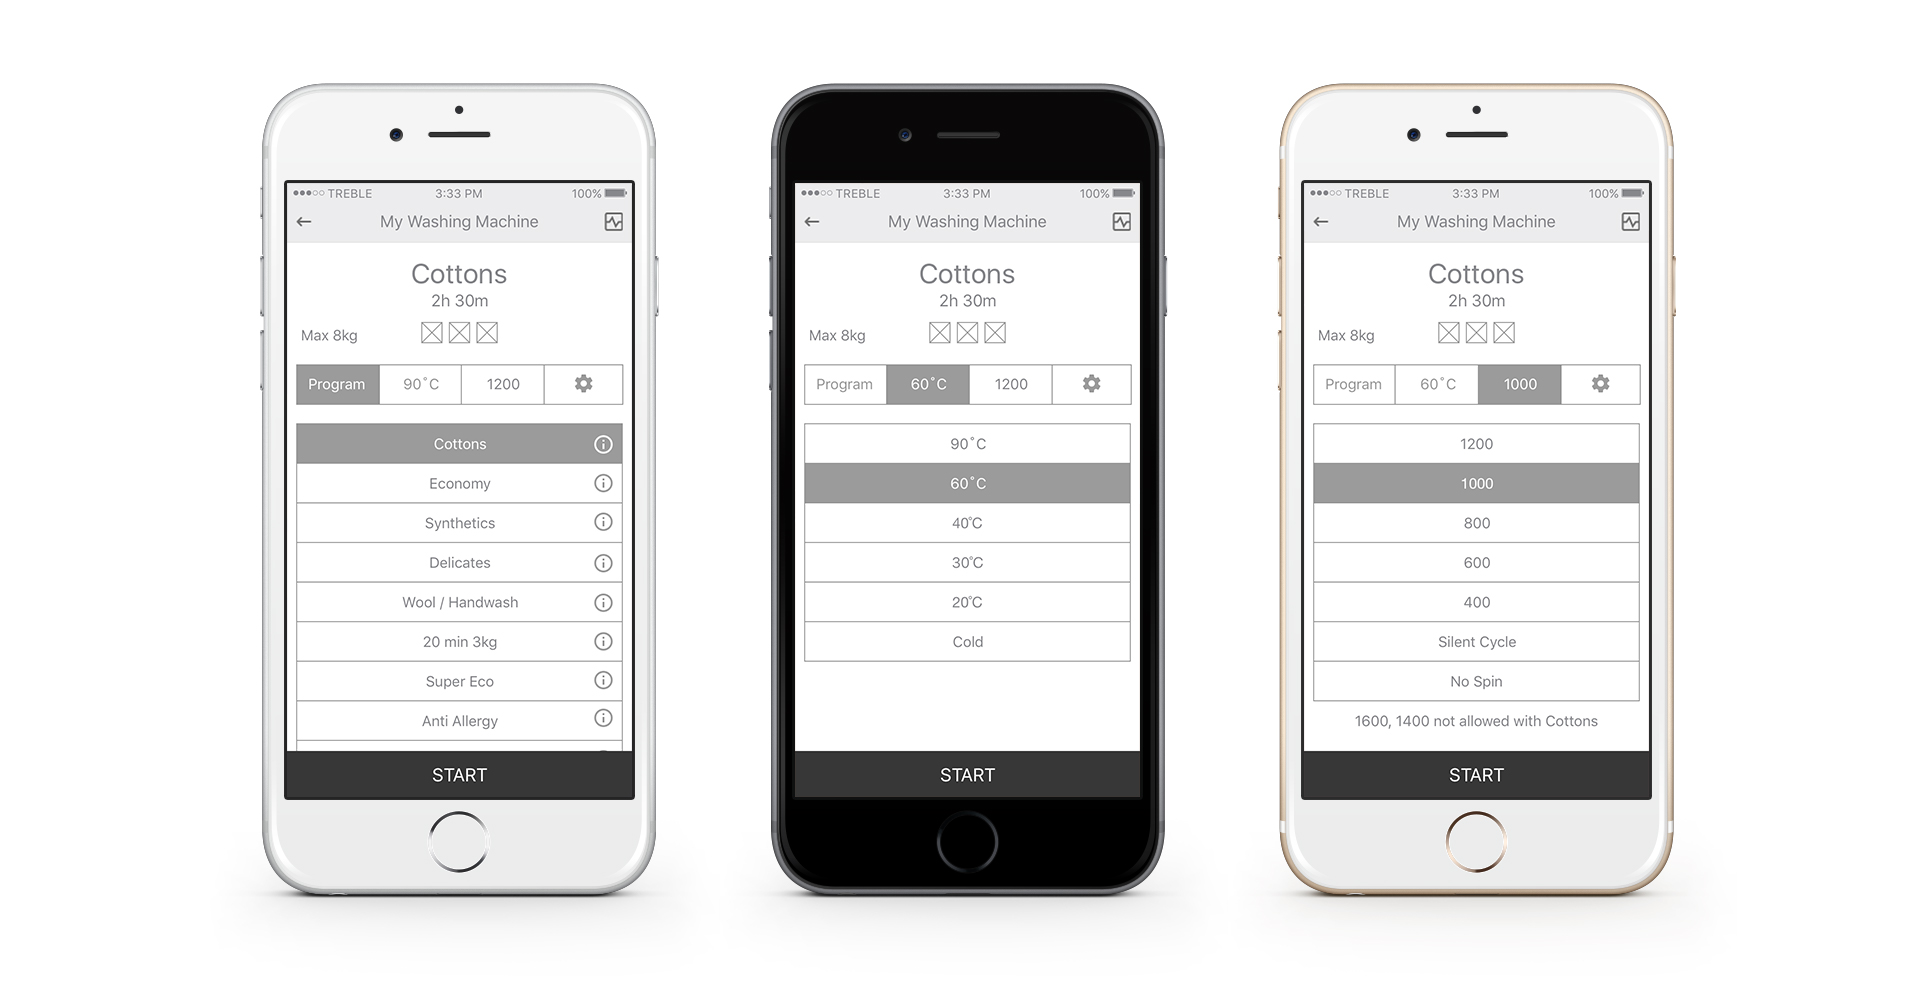 TREBLE 3:33 PM 100%
My Washing Machine
Cottons
2h 30m
Max 8kg
Program 90°C 1200
Cottons
Economy
Synthetics
Delicates
Wool / Handwash
20 min 3kg
Super Eco
Anti Allergy
START
TREBLE 3:33 PM 100%
My Washing Machine
Cottons
2h 30m
Max 8kg
Program 60°C 1200
90°C
60°C
40°C
30°C
20°C
Cold
START
TREBLE 3:33 PM 100%
My Washing Machine
Cottons
2h 30m
Max 8kg
Program 60°C 1000
1200
1000
800
600
400
Silent Cycle
No Spin
1600, 1400 not allowed with Cottons
START